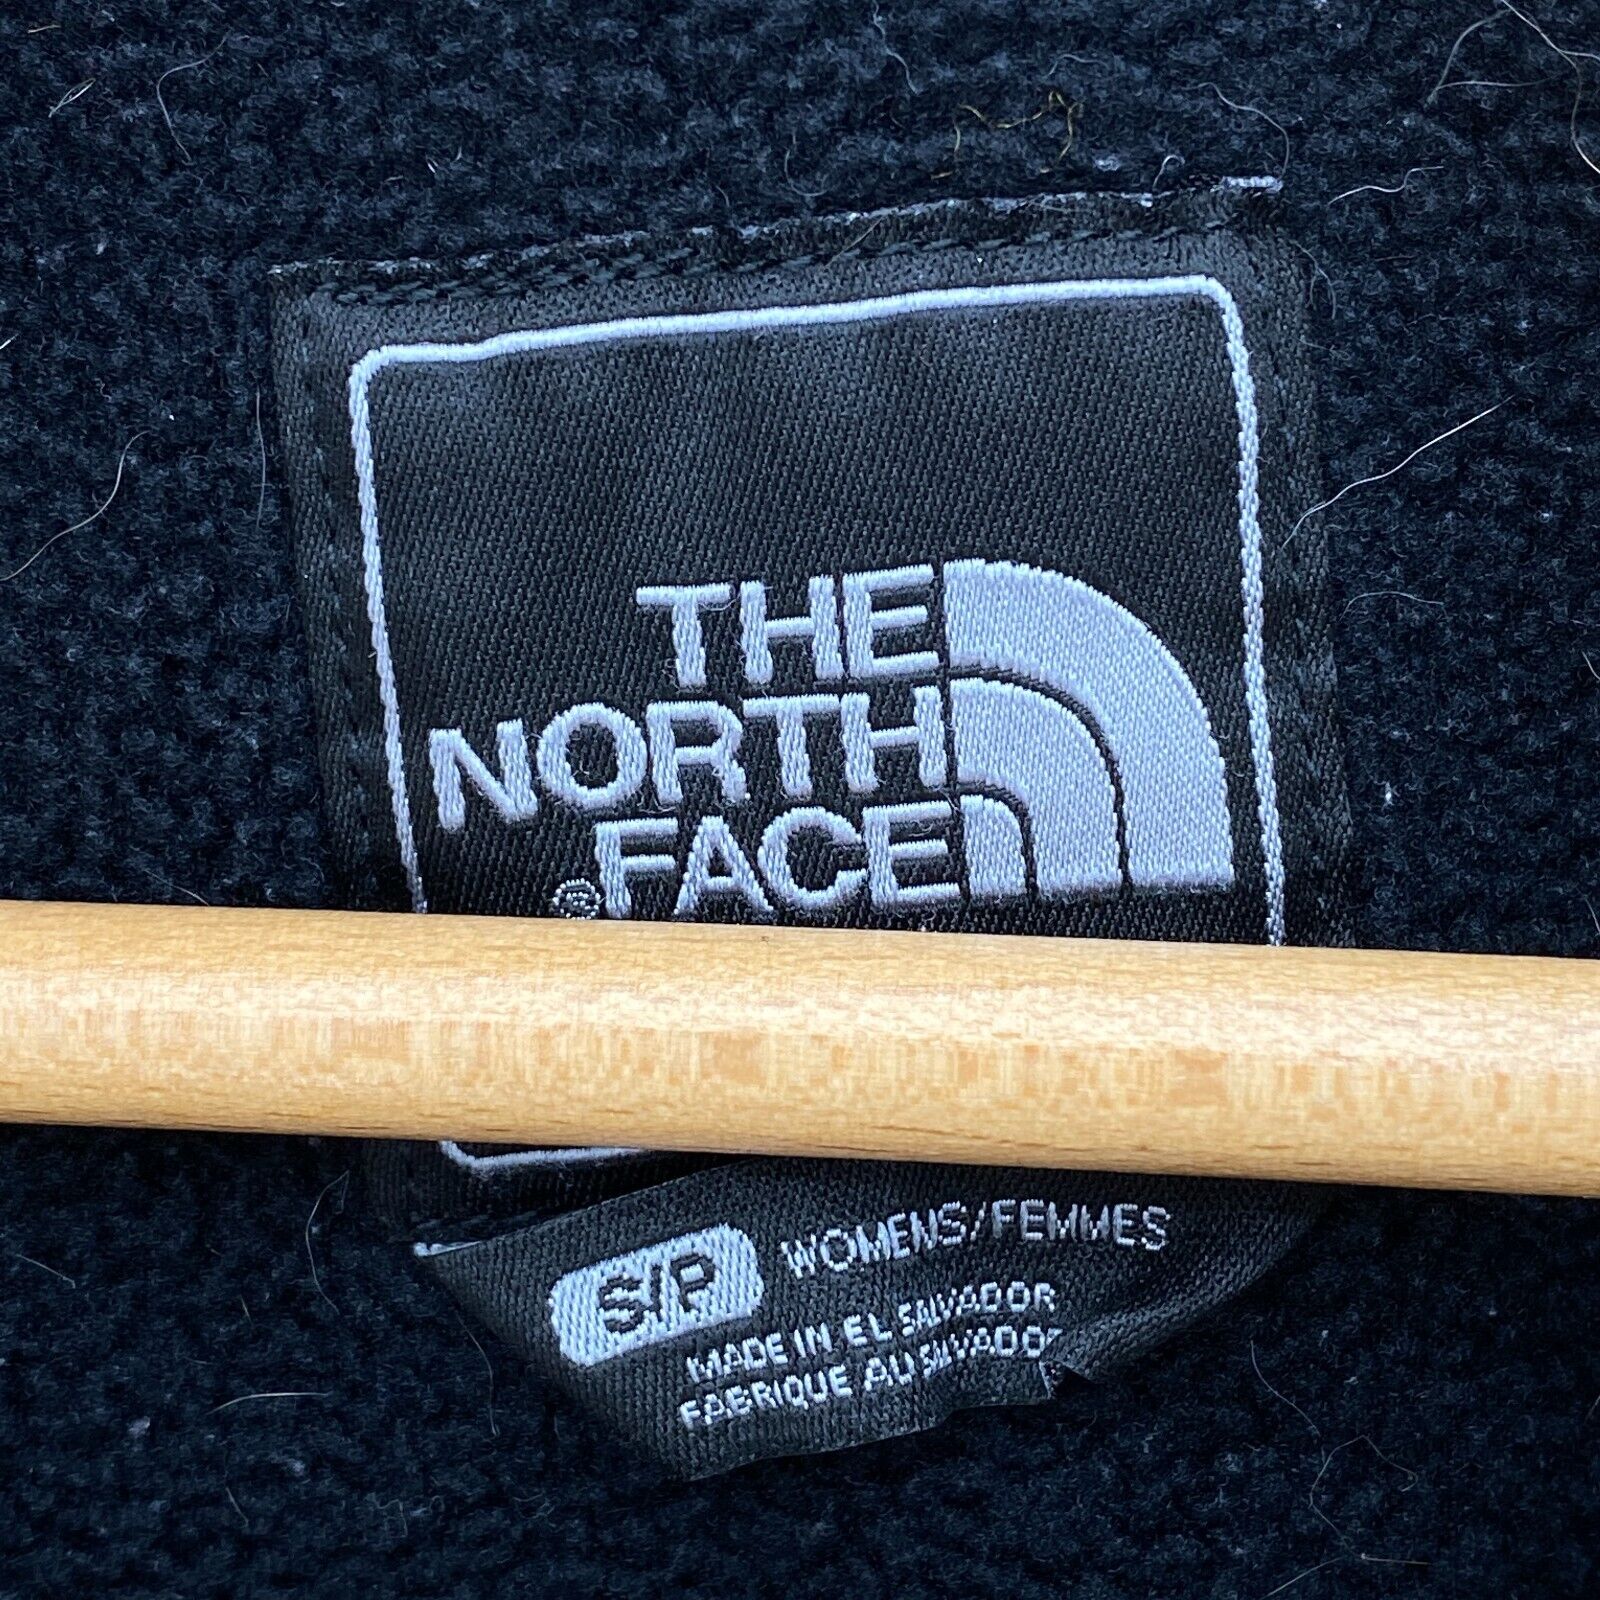 THE
NORTH
FACE
®
S/P WOMENS/FEMMES
MADE IN EL SALVADOR
FABRIQUE AU SALVADOR